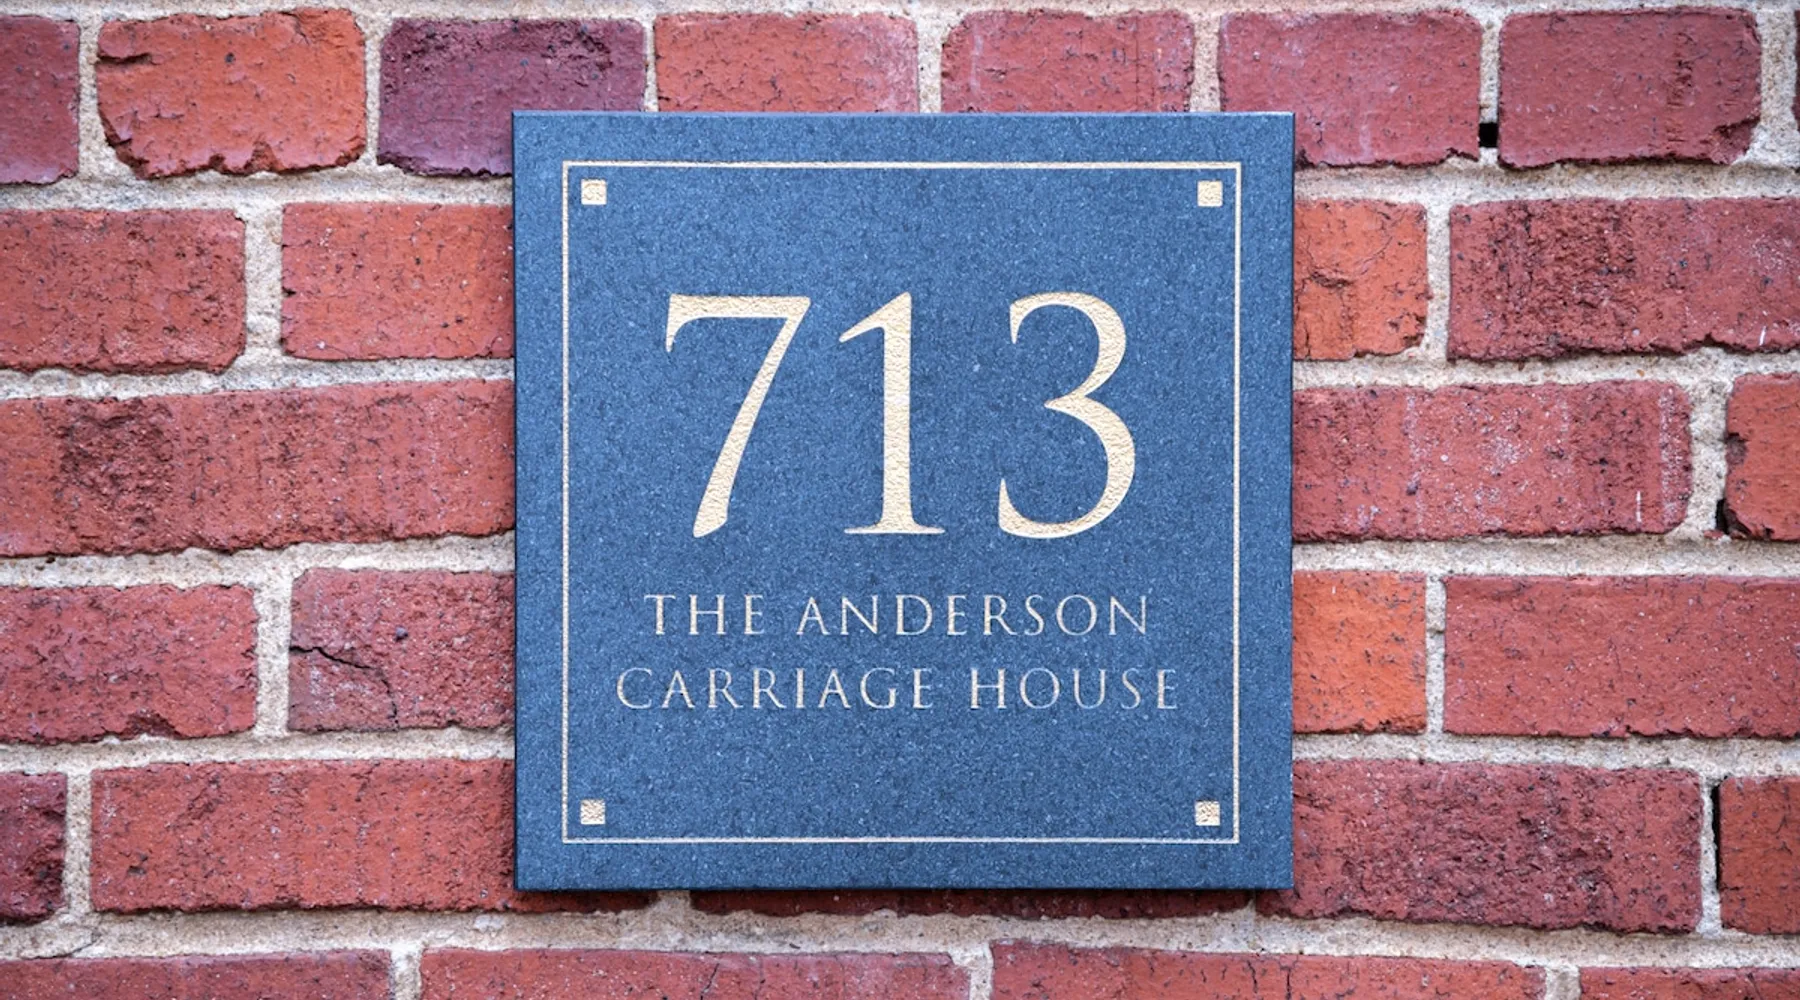 713
THE ANDERSON
CARRIAGE HOUSE